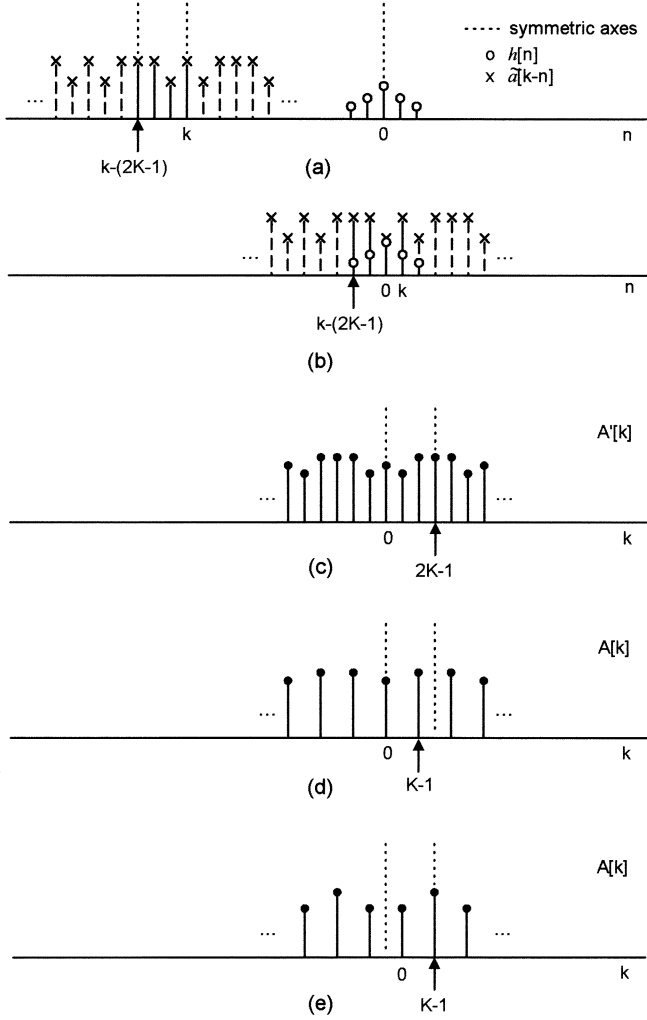 symmetric axes
o h[n]
x ã[k-n]
... ...
k 0 n
k-(2K-1)
(a)
... ...
0 k n
k-(2K-1)
(b)
A'[k]
... ...
0 k
2K-1
(c)
A[k]
... ...
0 k
K-1
(d)
A[k]
... ...
0 k
K-1
(e)